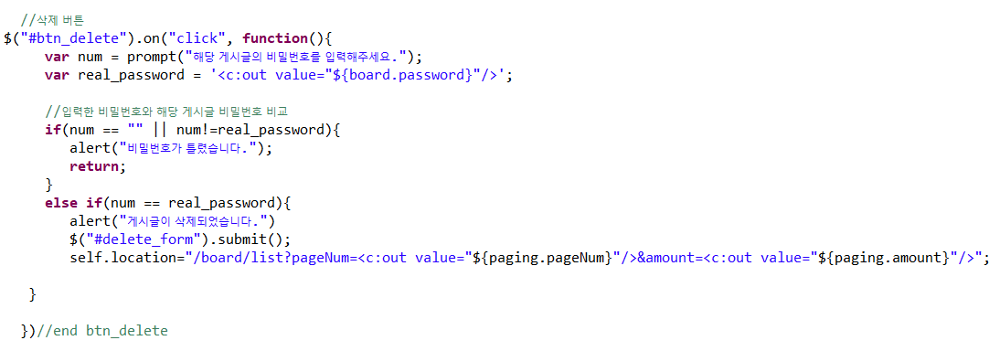 //삭제 버튼
$("#btn_delete").on("click", function(){
var num = prompt("해당 게시글의 비밀번호를 입력해주세요.");
var real_password = '<c:out value="${board.password}"/>';
//입력한 비밀번호와 해당 게시글 비밀번호 비교
if(num == "" || num!=real_password){
alert("비밀번호가 틀렸습니다.");
return;
}
else if(num == real_password){
alert("게시글이 삭제되었습니다.")
$("#delete_form").submit();
self.location="/board/list?pageNum=<c:out value="${paging.pageNum}"/>&amount=<c:out value="${paging.amount}"/>";
}
})//end btn_delete